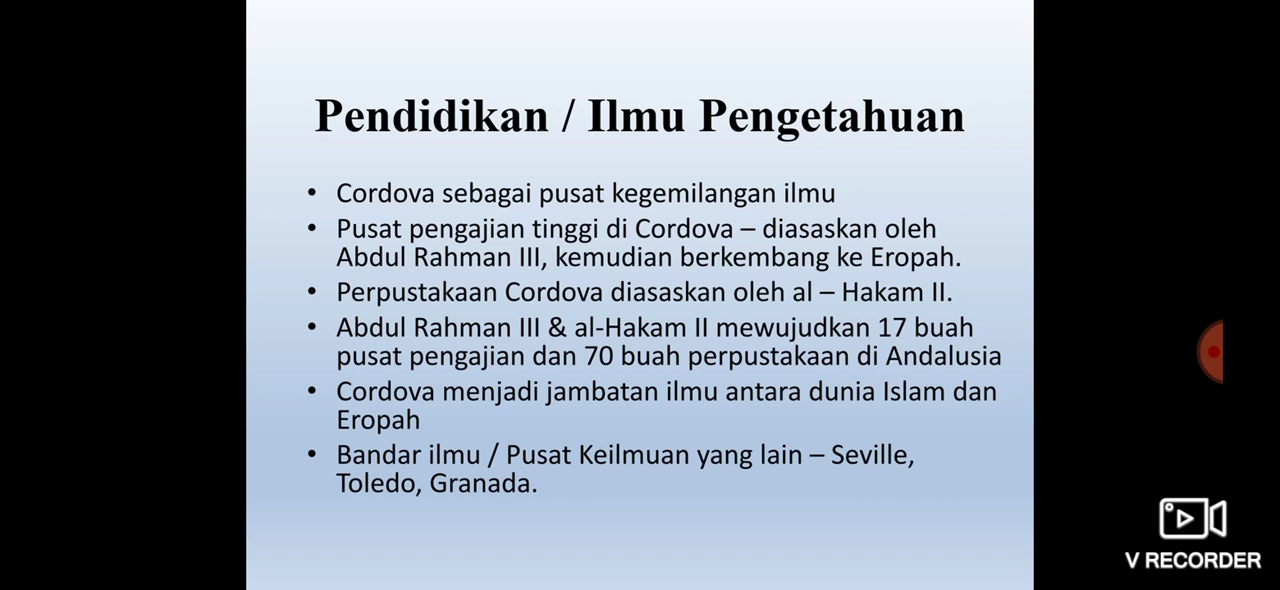 Pendidikan / Ilmu Pengetahuan
• Cordova sebagai pusat kegemilangan ilmu
• Pusat pengajian tinggi di Cordova – diasaskan oleh
Abdul Rahman III, kemudian berkembang ke Eropah.
• Perpustakaan Cordova diasaskan oleh al – Hakam II.
• Abdul Rahman III & al-Hakam II mewujudkan 17 buah
pusat pengajian dan 70 buah perpustakaan di Andalusia
• Cordova menjadi jambatan ilmu antara dunia Islam dan
Eropah
• Bandar ilmu / Pusat Keilmuan yang lain – Seville,
Toledo, Granada.
V RECORDER